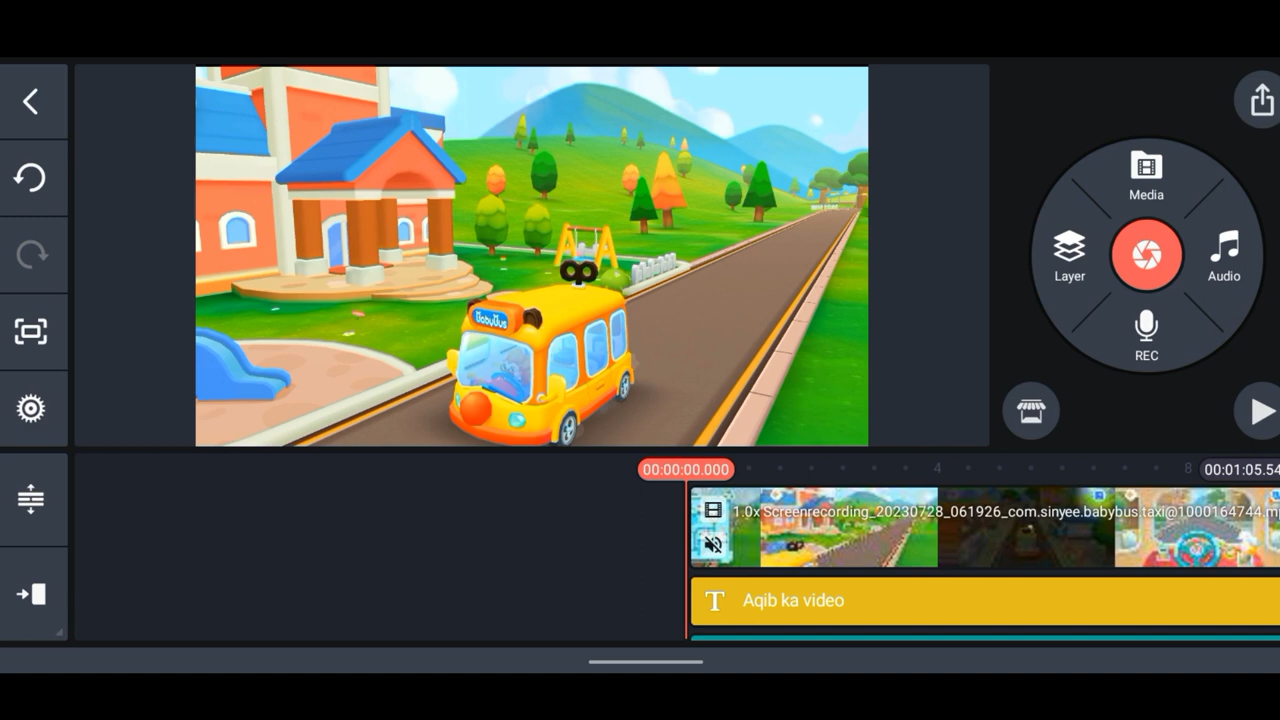 Media
Layer
Audio
REC
BabyBus
00:00:00.000
4
8
00:01:05.54
1.0x Screenrecording_20230728_061926_com.sinyee.babybus.taxi@1000164744.m
T Aqib ka video